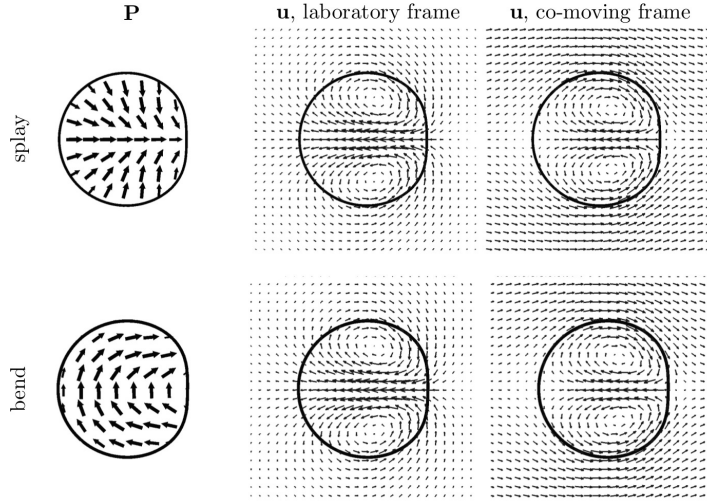 P
u, laboratory frame
u, co-moving frame
splay
bend